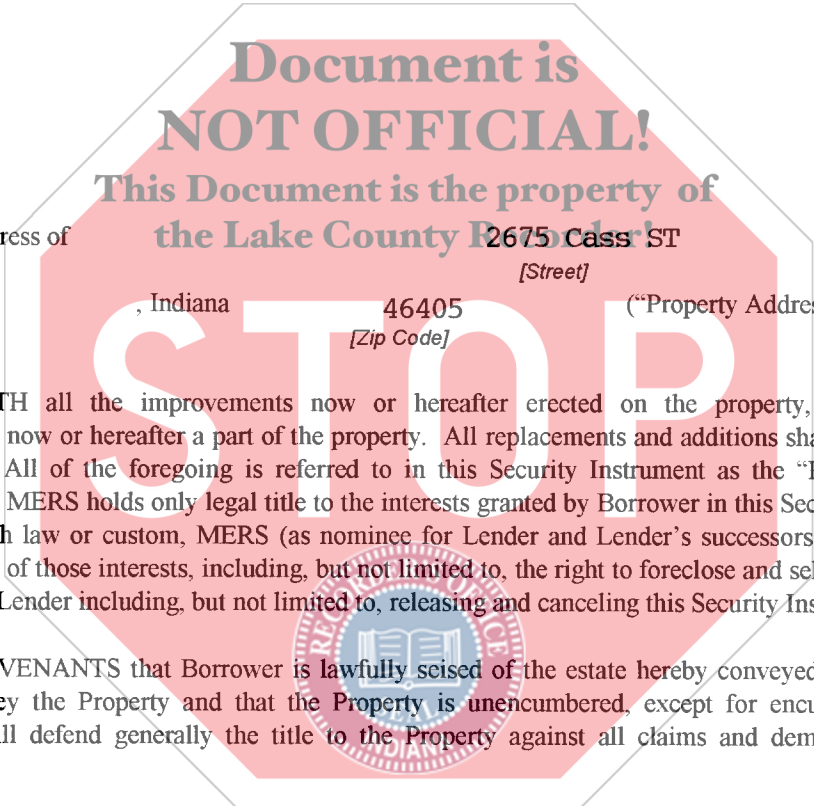 Document is
NOT OFFICIAL!
This Document is the property of
the Lake County Recorder!
ress of 2675 Cass ST
[Street]
, Indiana 46405 (“Property Addres
[Zip Code]
STOP
TH all the improvements now or hereafter erected on the property,
now or hereafter a part of the property. All replacements and additions sha
All of the foregoing is referred to in this Security Instrument as the “P
MERS holds only legal title to the interests granted by Borrower in this Sec
h law or custom, MERS (as nominee for Lender and Lender’s successors
of those interests, including, but not limited to, the right to foreclose and sel
Lender including, but not limited to, releasing and canceling this Security Ins
VENANTS that Borrower is lawfully seised of the estate hereby conveyed
ey the Property and that the Property is unencumbered, except for encu
ll defend generally the title to the Property against all claims and dem
RECORDER'S OFFICE
SEAL
INDIANA